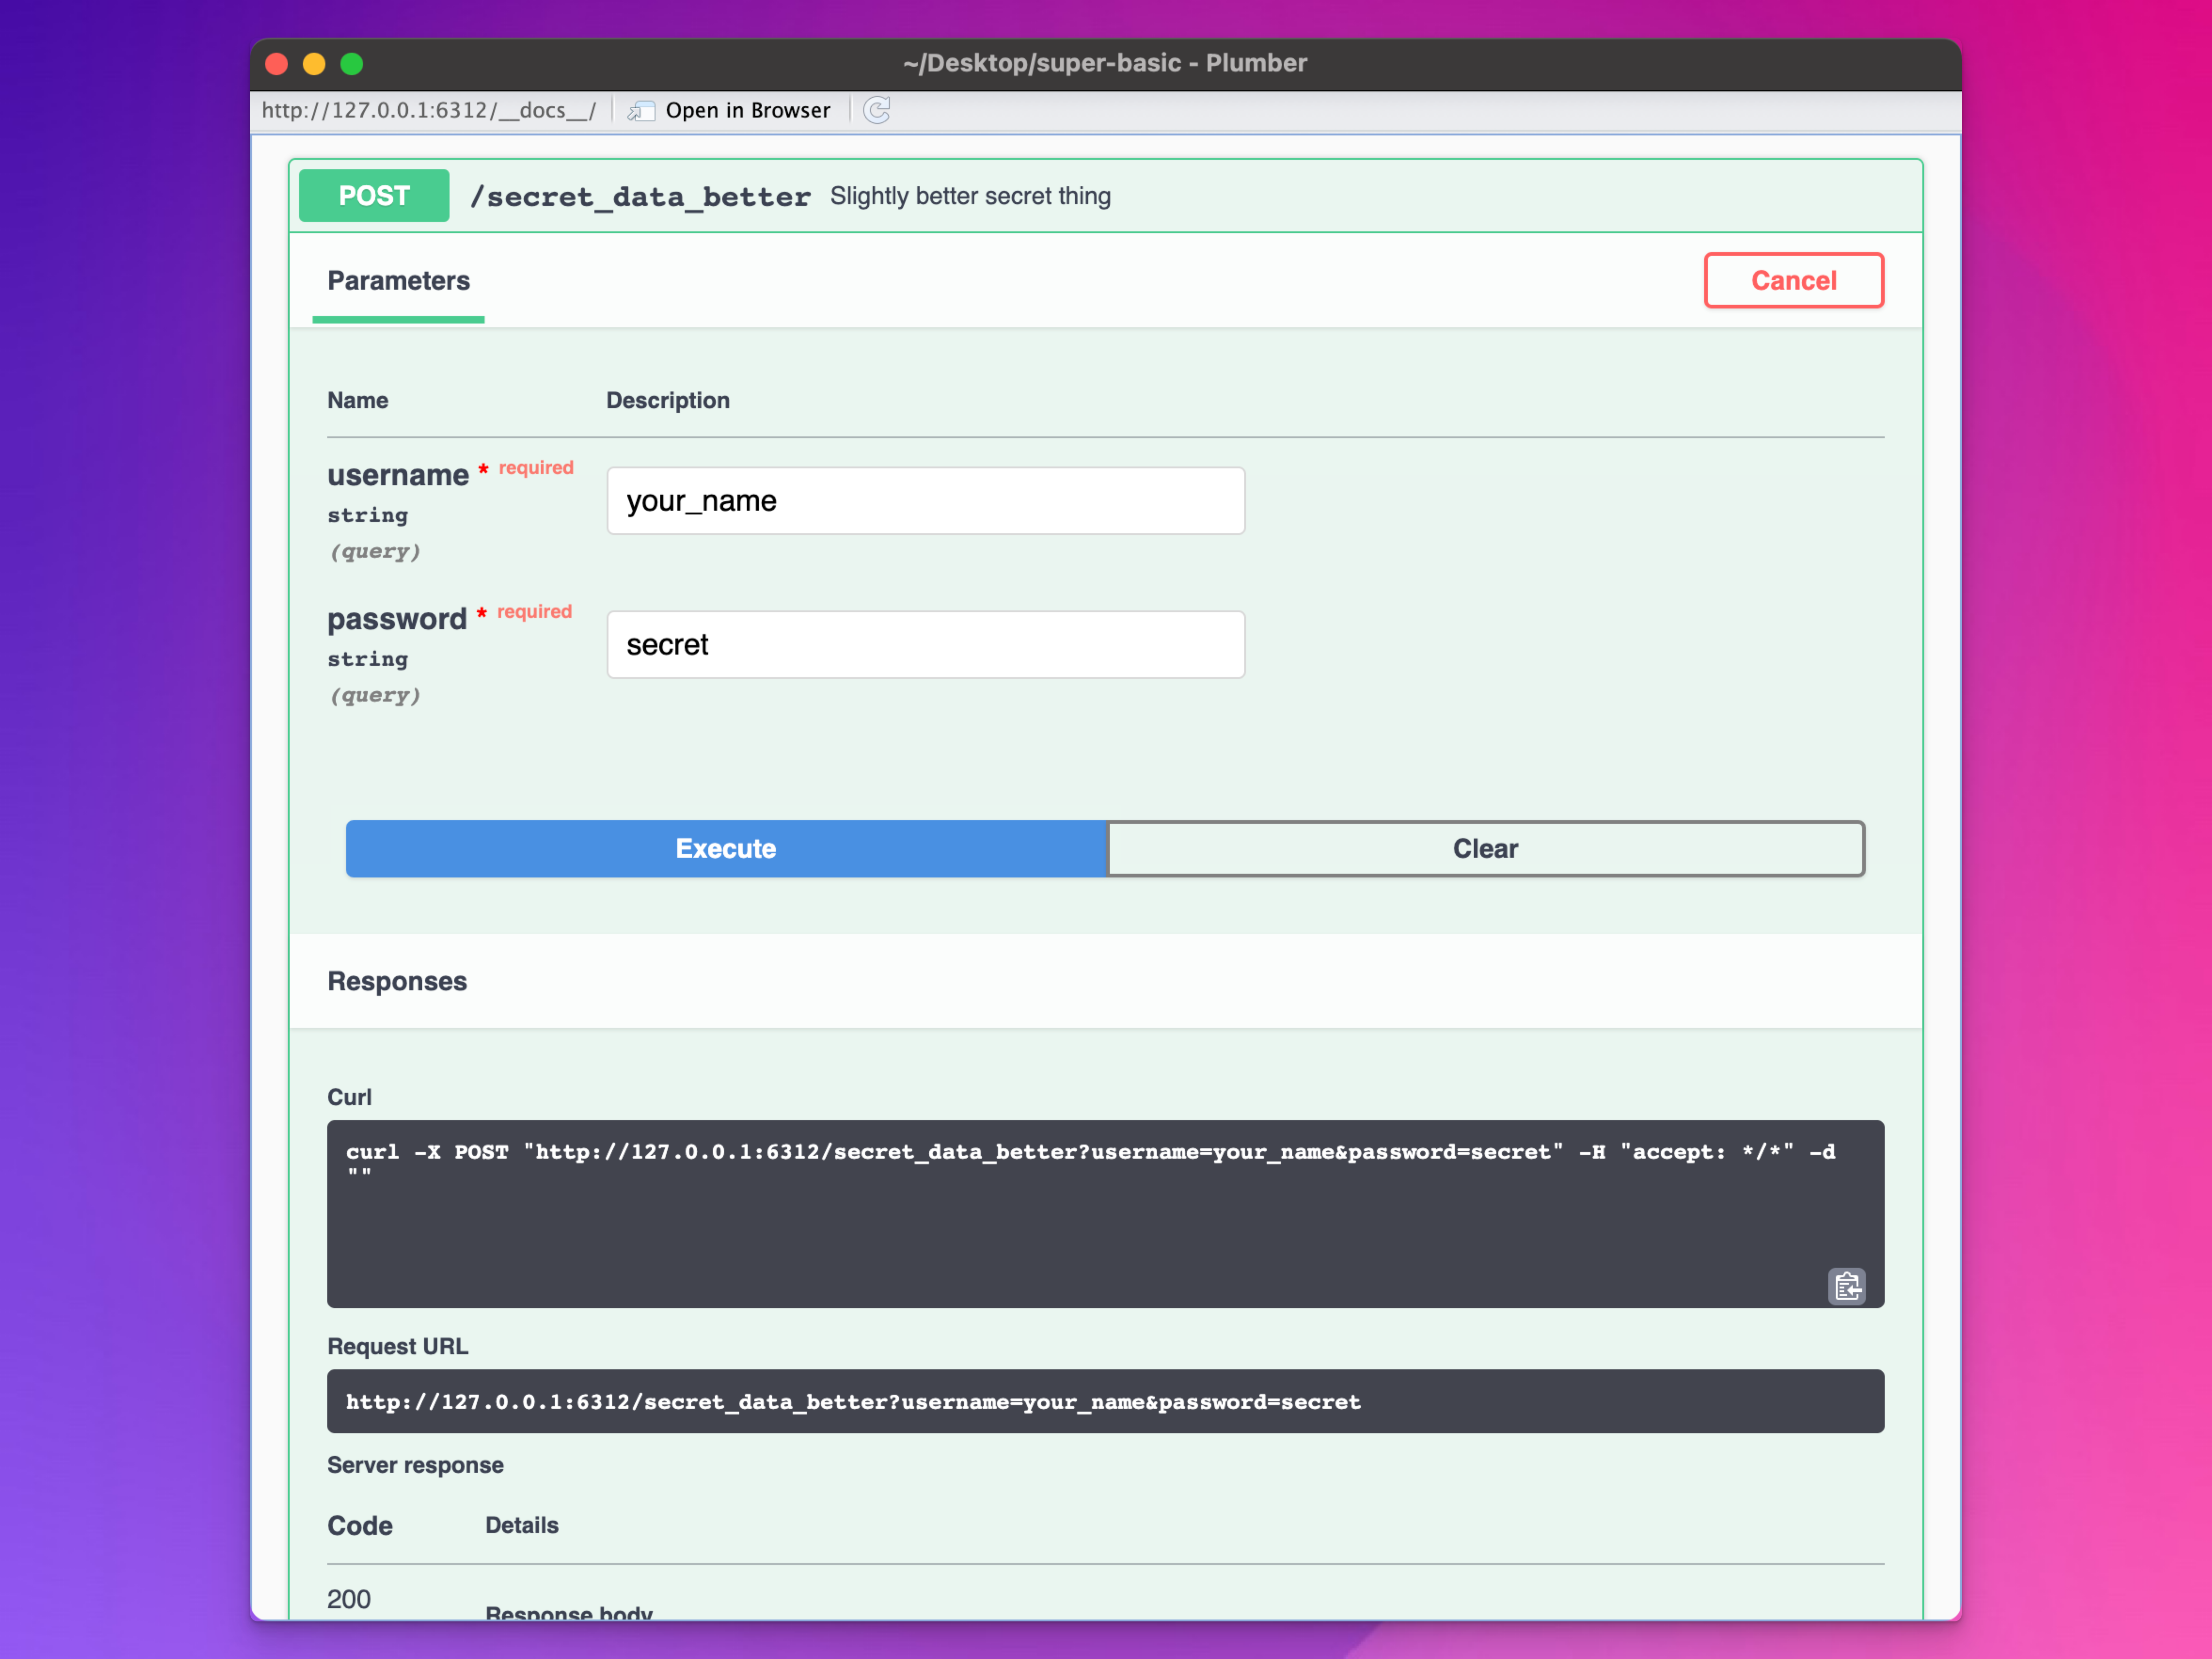 ~/Desktop/super-basic - Plumber
http://127.0.0.1:6312/__docs__/ Open in Browser
POST /secret_data_better Slightly better secret thing
Parameters Cancel
Name Description
username * required
string
(query)
your_name
password * required
string
(query)
secret
Execute Clear
Responses
Curl
curl -X POST "http://127.0.0.1:6312/secret_data_better?username=your_name&password=secret" -H "accept: */*" -d
""
Request URL
http://127.0.0.1:6312/secret_data_better?username=your_name&password=secret
Server response
Code Details
200
Response body